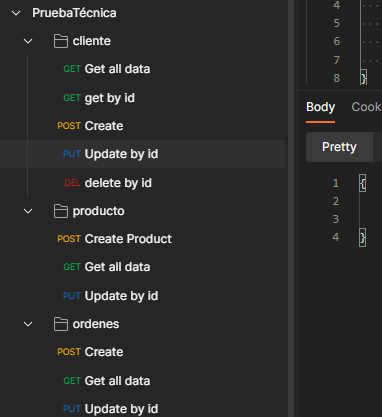 PruebaTécnica
cliente
GET Get all data
GET get by id
POST Create
PUT Update by id
DEL delete by id
producto
POST Create Product
GET Get all data
PUT Update by id
ordenes
POST Create
GET Get all data
PUT Update by id
4
5
6
7
8 }
Body Cook
Pretty
1 {
2
3
4 }